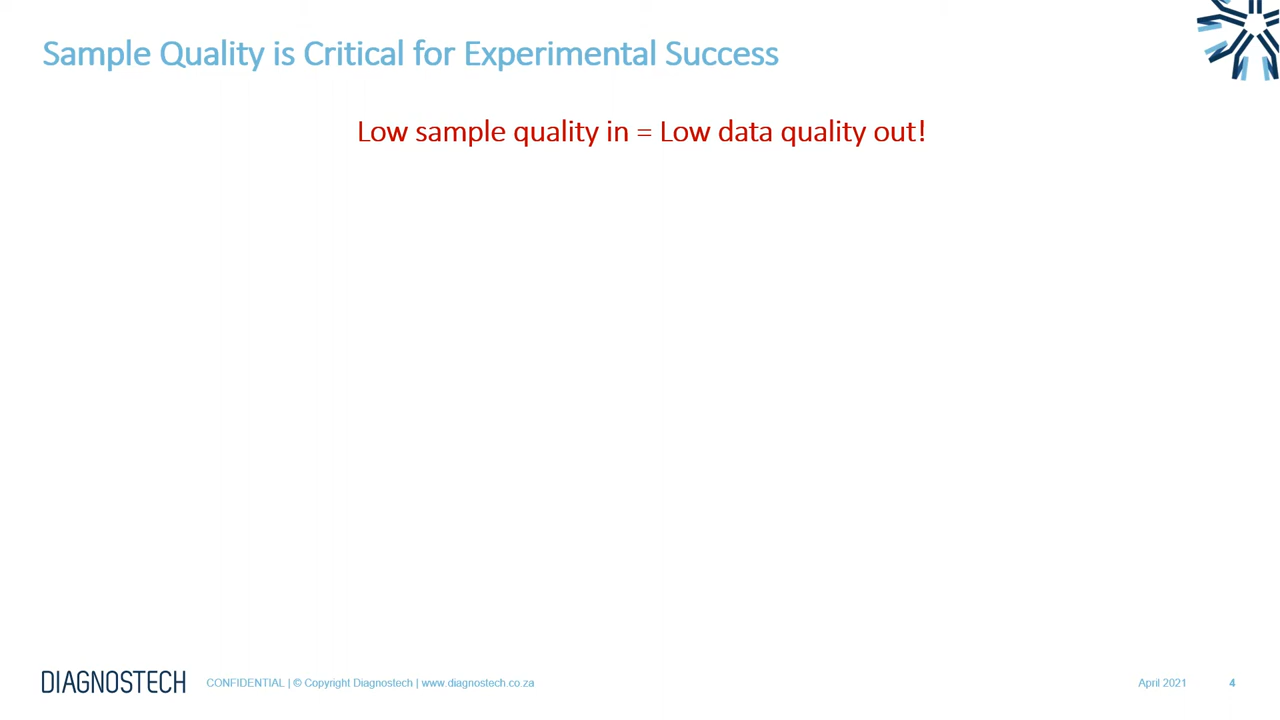 Sample Quality is Critical for Experimental Success
Low sample quality in = Low data quality out!
DIAGNOSTECH CONFIDENTIAL | © Copyright Diagnostech | www.diagnostech.co.za April 2021 4